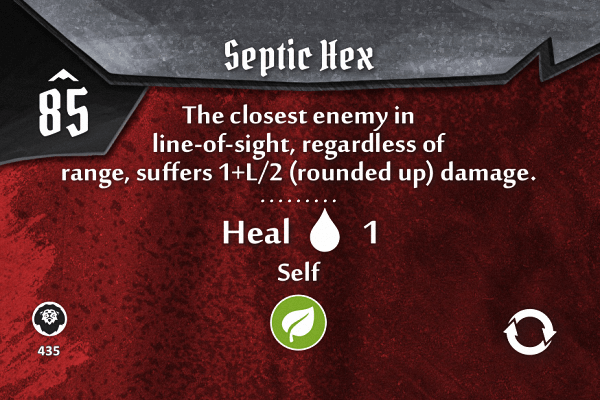 Septic Hex
85
The closest enemy in
line-of-sight, regardless of
range, suffers 1+L/2 (rounded up) damage.
Heal 1
Self
435